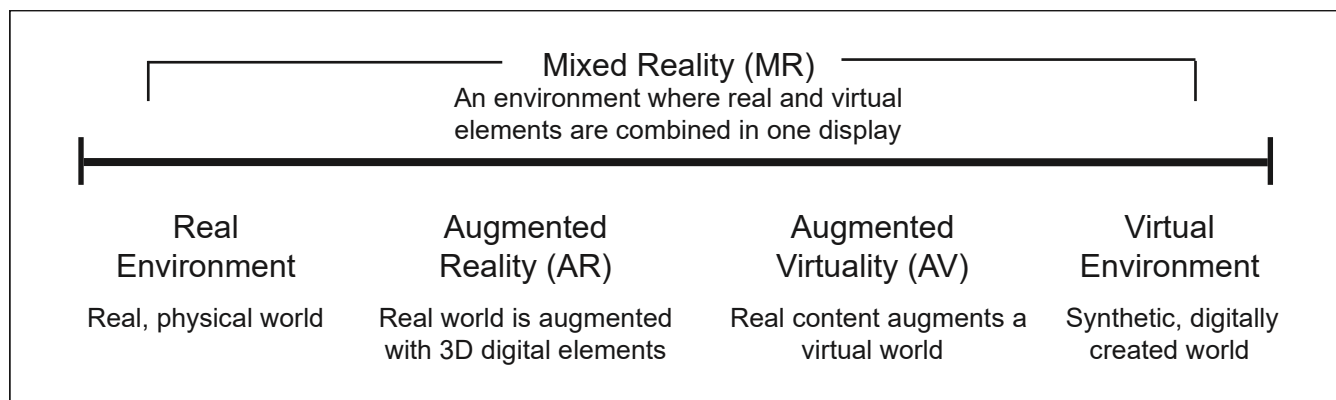 Mixed Reality (MR)
An environment where real and virtual
elements are combined in one display
Real
Environment
Real, physical world
Augmented
Reality (AR)
Real world is augmented
with 3D digital elements
Augmented
Virtuality (AV)
Real content augments a
virtual world
Virtual
Environment
Synthetic, digitally
created world